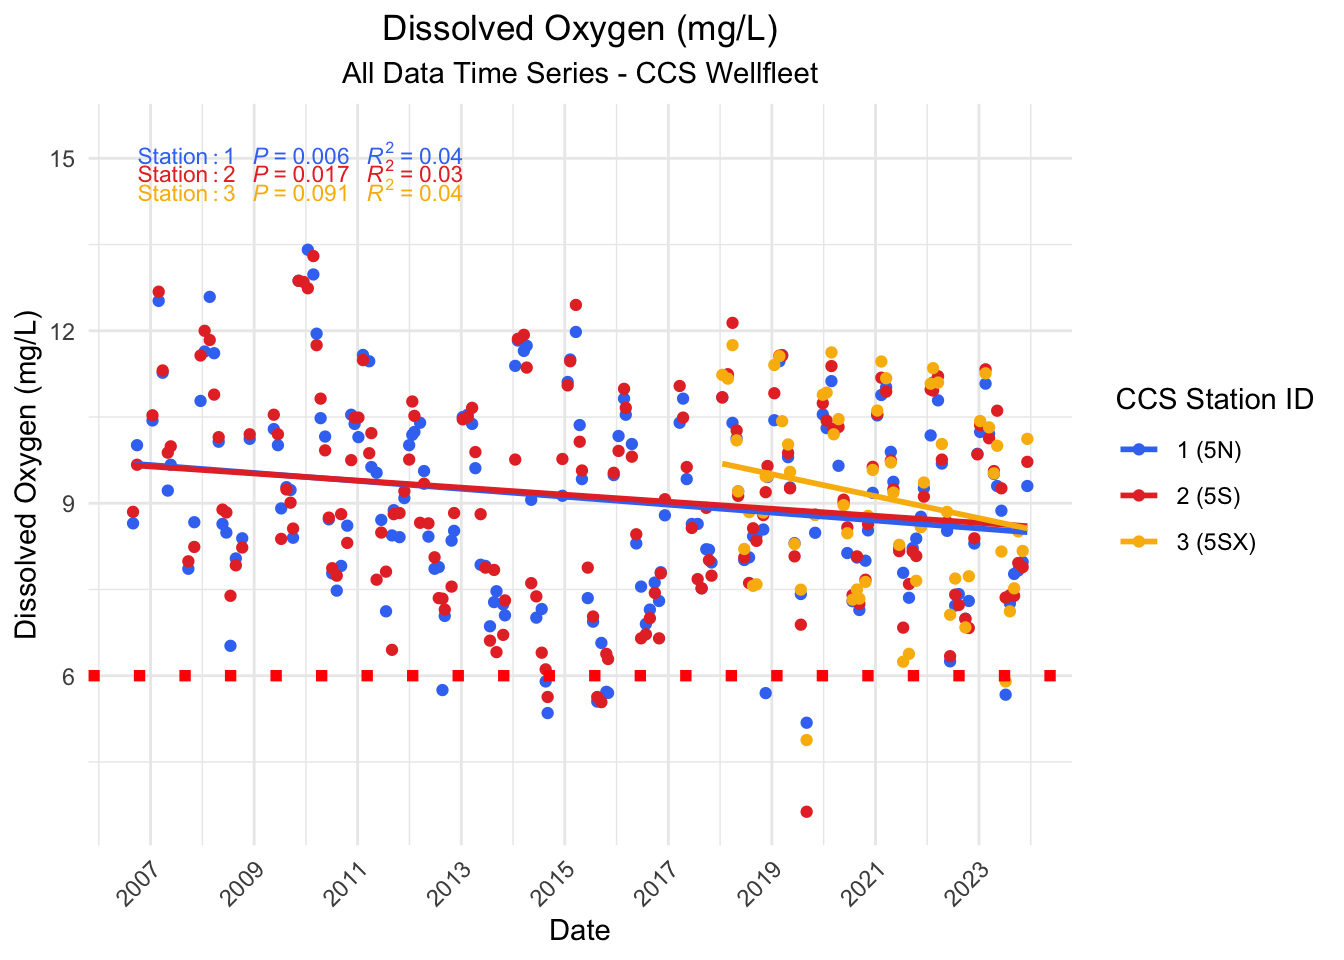 Dissolved Oxygen (mg/L)
All Data Time Series - CCS Wellfleet
Station : 1 P = 0.006 R² = 0.04
Station : 2 P = 0.017 R² = 0.03
Station : 3 P = 0.091 R² = 0.04
15
12
9
6
Dissolved Oxygen (mg/L)
2007
2009
2011
2013
2015
2017
2019
2021
2023
Date
CCS Station ID
1 (5N)
2 (5S)
3 (5SX)